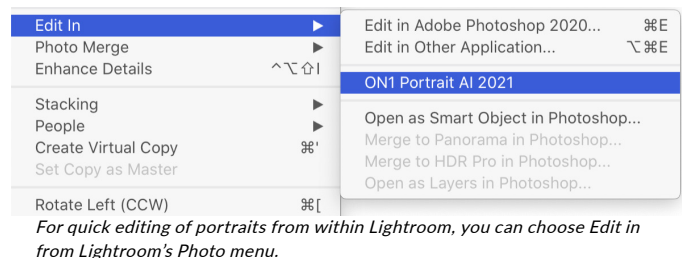 Edit In ▶
Photo Merge ▶
Enhance Details ^⌥⇧I
Stacking ▶
People ▶
Create Virtual Copy ⌘'
Set Copy as Master
Rotate Left (CCW) ⌘[
Edit in Adobe Photoshop 2020... ⌘E
Edit in Other Application... ⌥⌘E
ON1 Portrait AI 2021
Open as Smart Object in Photoshop...
Merge to Panorama in Photoshop...
Merge to HDR Pro in Photoshop...
Open as Layers in Photoshop...
For quick editing of portraits from within Lightroom, you can choose Edit in
from Lightroom's Photo menu.